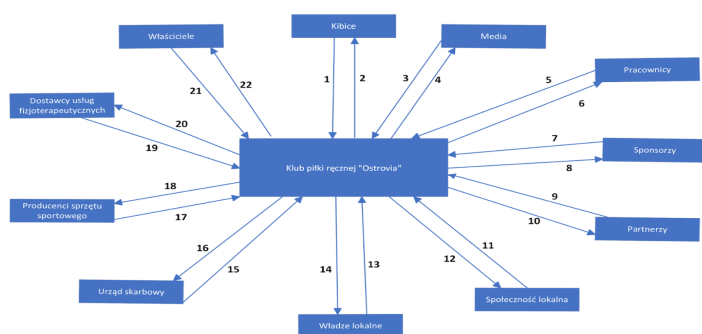 Kibice
Właściciele
Media
1
2
3
4
5
Pracownicy
6
21
22
Dostawcy usług
fizjoterapeutycznych
20
19
7
Sponsorzy
8
Klub piłki ręcznej "Ostrovia"
18
Producenci sprzętu
sportowego
17
9
10
Partnerzy
16
15
14
13
12
11
Urząd skarbowy
Władze lokalne
Społeczność lokalna